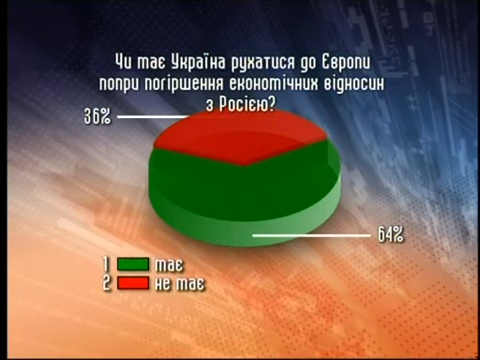 Чи має Україна рухатися до Європи
попри погіршення економічних відносин
з Росією?
36%
64%
1 має
2 не має